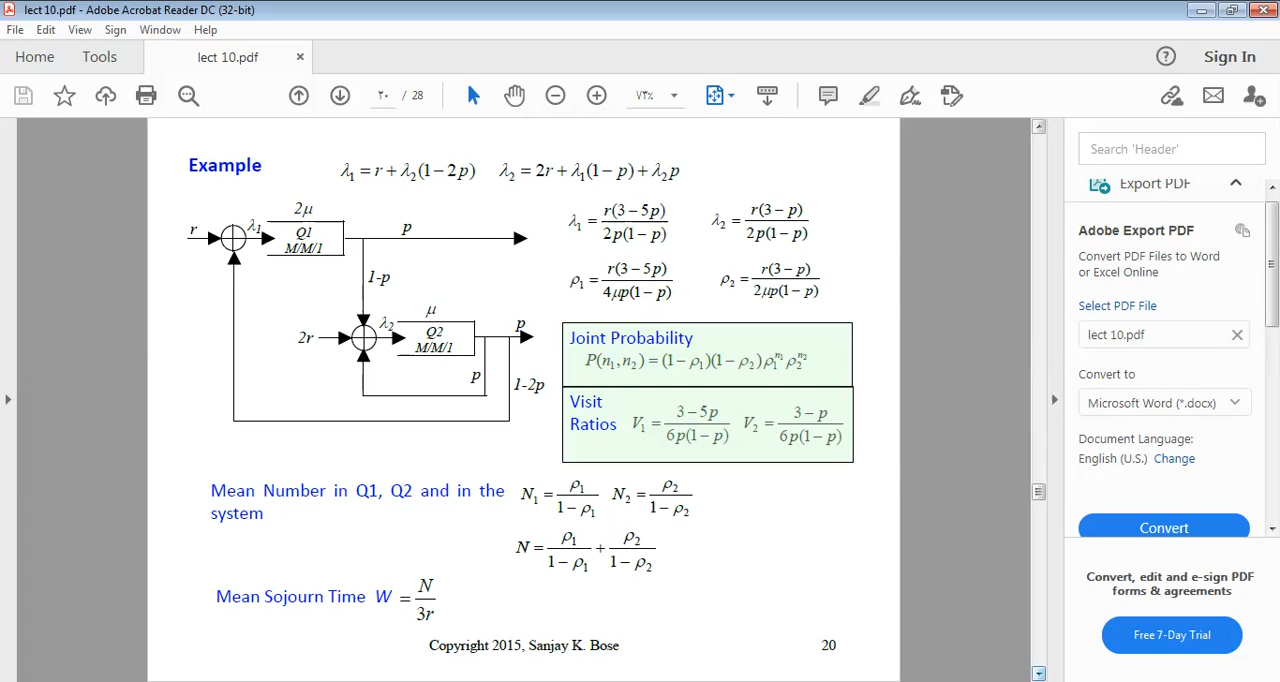 lect 10.pdf - Adobe Acrobat Reader DC (32-bit)
File Edit View Sign Window Help
Home Tools lect 10.pdf × Sign In
٢٠ / 28 ٧٣%
Example λ₁ = r + λ₂(1 − 2p) λ₂ = 2r + λ₁(1 − p) + λ₂p
r λ₁ 2μ Q1 M/M/1 p
1-p
2r λ₂ μ Q2 M/M/1 p
p 1-2p
λ₁ = r(3 − 5p) / 2p(1 − p) λ₂ = r(3 − p) / 2p(1 − p)
ρ₁ = r(3 − 5p) / 4μp(1 − p) ρ₂ = r(3 − p) / 2μp(1 − p)
Joint Probability
P(n₁, n₂) = (1 − ρ₁)(1 − ρ₂)ρ₁^n₁ ρ₂^n₂
Visit
Ratios V₁ = 3 − 5p / 6p(1 − p) V₂ = 3 − p / 6p(1 − p)
Mean Number in Q1, Q2 and in the
system
N₁ = ρ₁ / 1 − ρ₁ N₂ = ρ₂ / 1 − ρ₂
N = ρ₁ / 1 − ρ₁ + ρ₂ / 1 − ρ₂
Mean Sojourn Time W = N / 3r
Copyright 2015, Sanjay K. Bose 20
Search 'Header'
Export PDF
Adobe Export PDF
Convert PDF Files to Word
or Excel Online
Select PDF File
lect 10.pdf
Convert to
Microsoft Word (*.docx)
Document Language:
English (U.S.) Change
Convert
Convert, edit and e-sign PDF
forms & agreements
Free 7-Day Trial